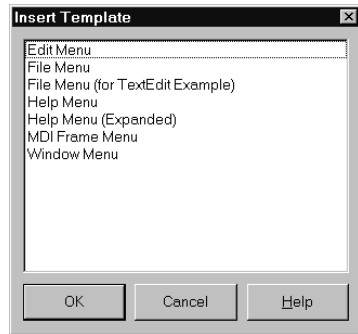 Insert Template
Edit Menu
File Menu
File Menu (for TextEdit Example)
Help Menu
Help Menu (Expanded)
MDI Frame Menu
Window Menu
OK
Cancel
Help